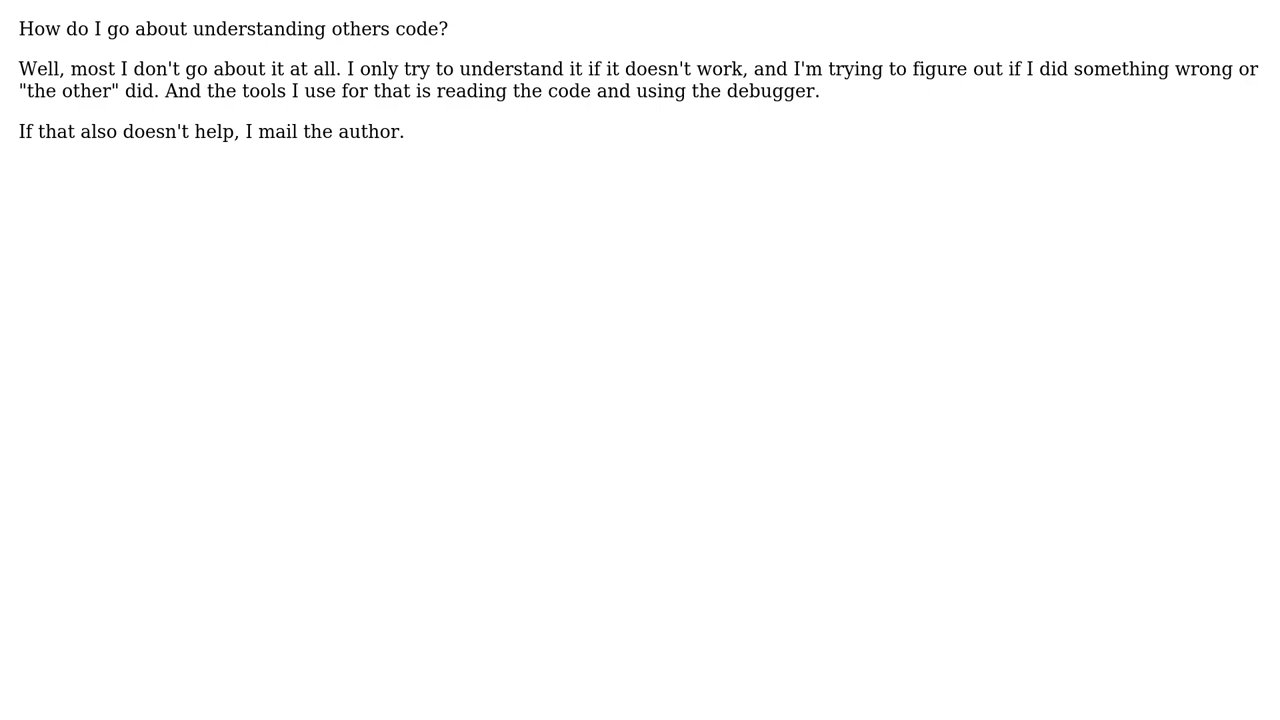 How do I go about understanding others code?
Well, most I don't go about it at all. I only try to understand it if it doesn't work, and I'm trying to figure out if I did something wrong or
"the other" did. And the tools I use for that is reading the code and using the debugger.
If that also doesn't help, I mail the author.